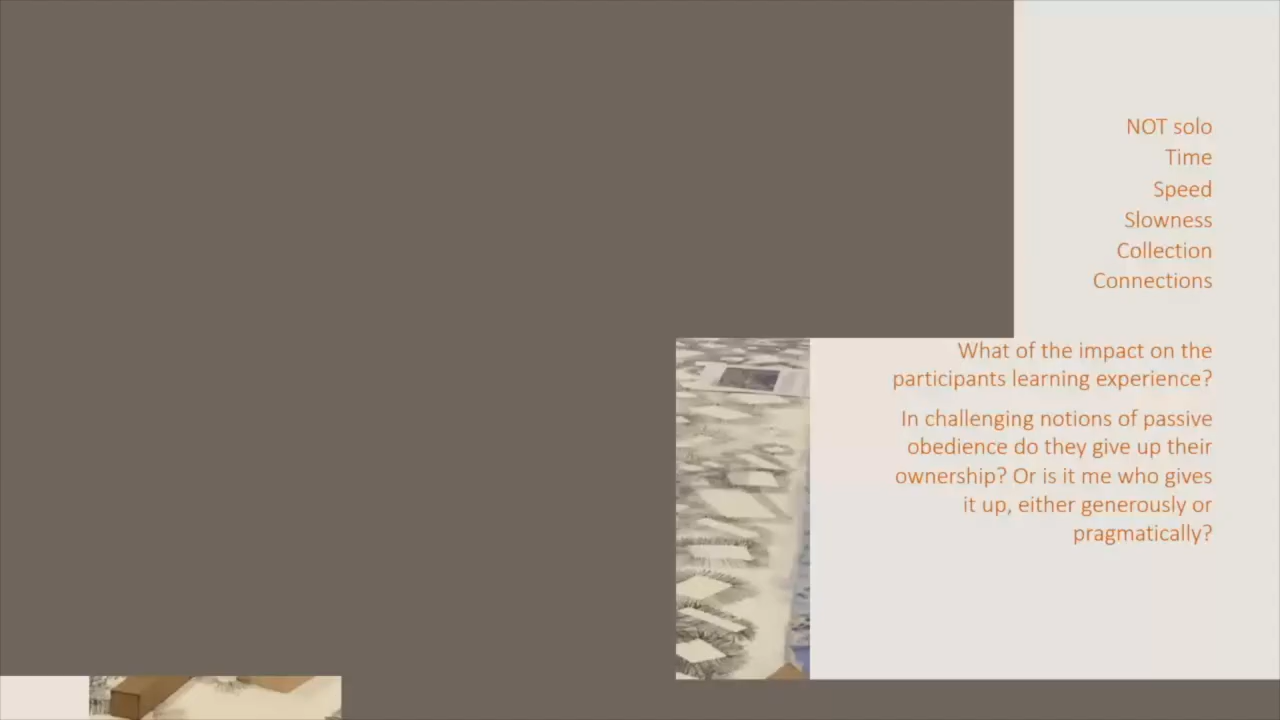 NOT solo
Time
Speed
Slowness
Collection
Connections
What of the impact on the
participants learning experience?
In challenging notions of passive
obedience do they give up their
ownership? Or is it me who gives
it up, either generously or
pragmatically?